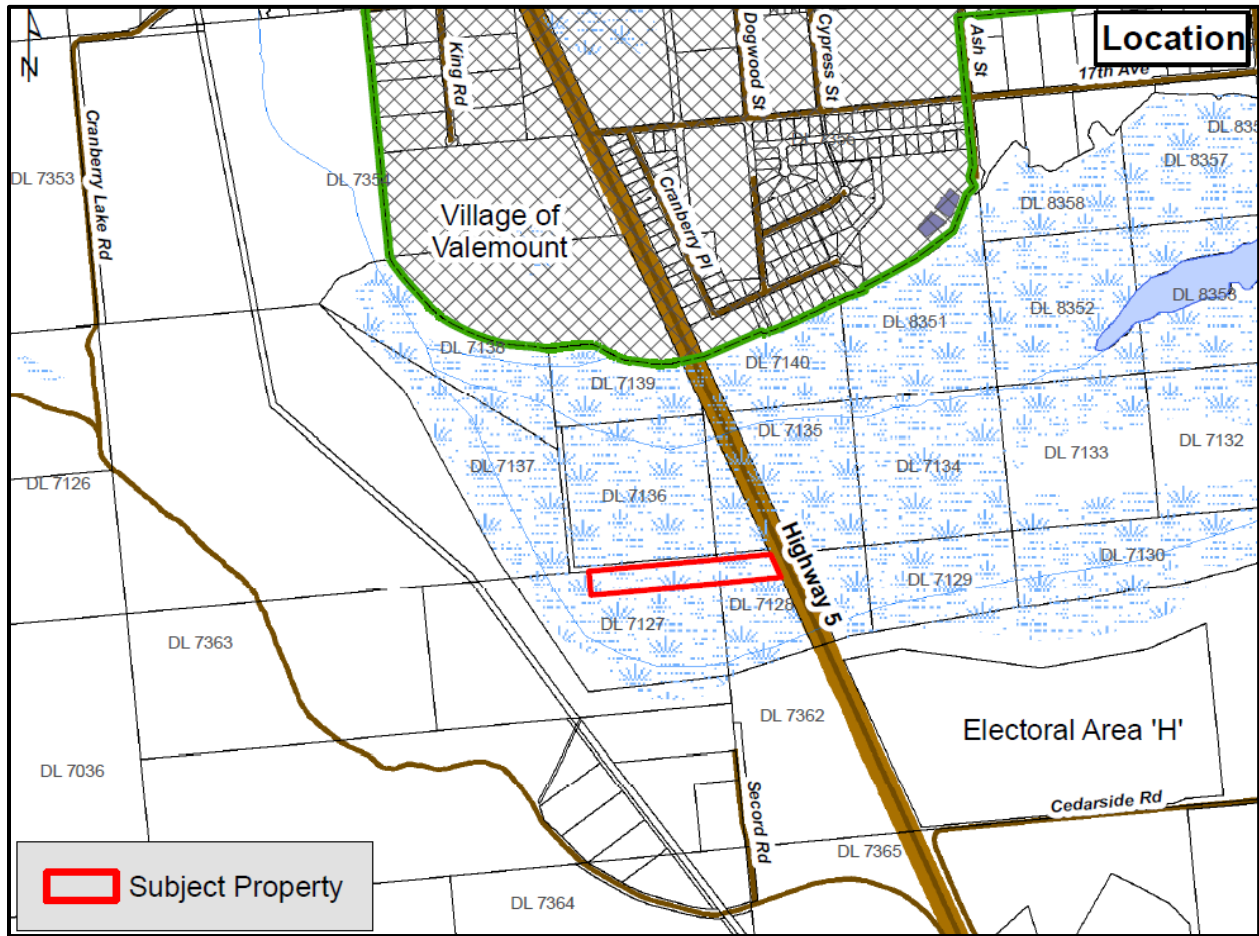 Location
N
King Rd
Dogwood St
Cypress St
Ash St
17th Ave
Cranberry Lake Rd
DL 7353
DL 7354
Village of
Valemount
Cranberry Pl
DL 8357
DL 8358
DL 8353
DL 8352
DL 8351
DL 7138
DL 7139
DL 7140
DL 7135
DL 7137
DL 7136
DL 7134
DL 7133
DL 7132
DL 7126
Highway 5
DL 7130
DL 7129
DL 7128
DL 7127
DL 7363
DL 7362
Electoral Area 'H'
DL 7036
Secord Rd
Cedarside Rd
DL 7365
DL 7364
Subject Property